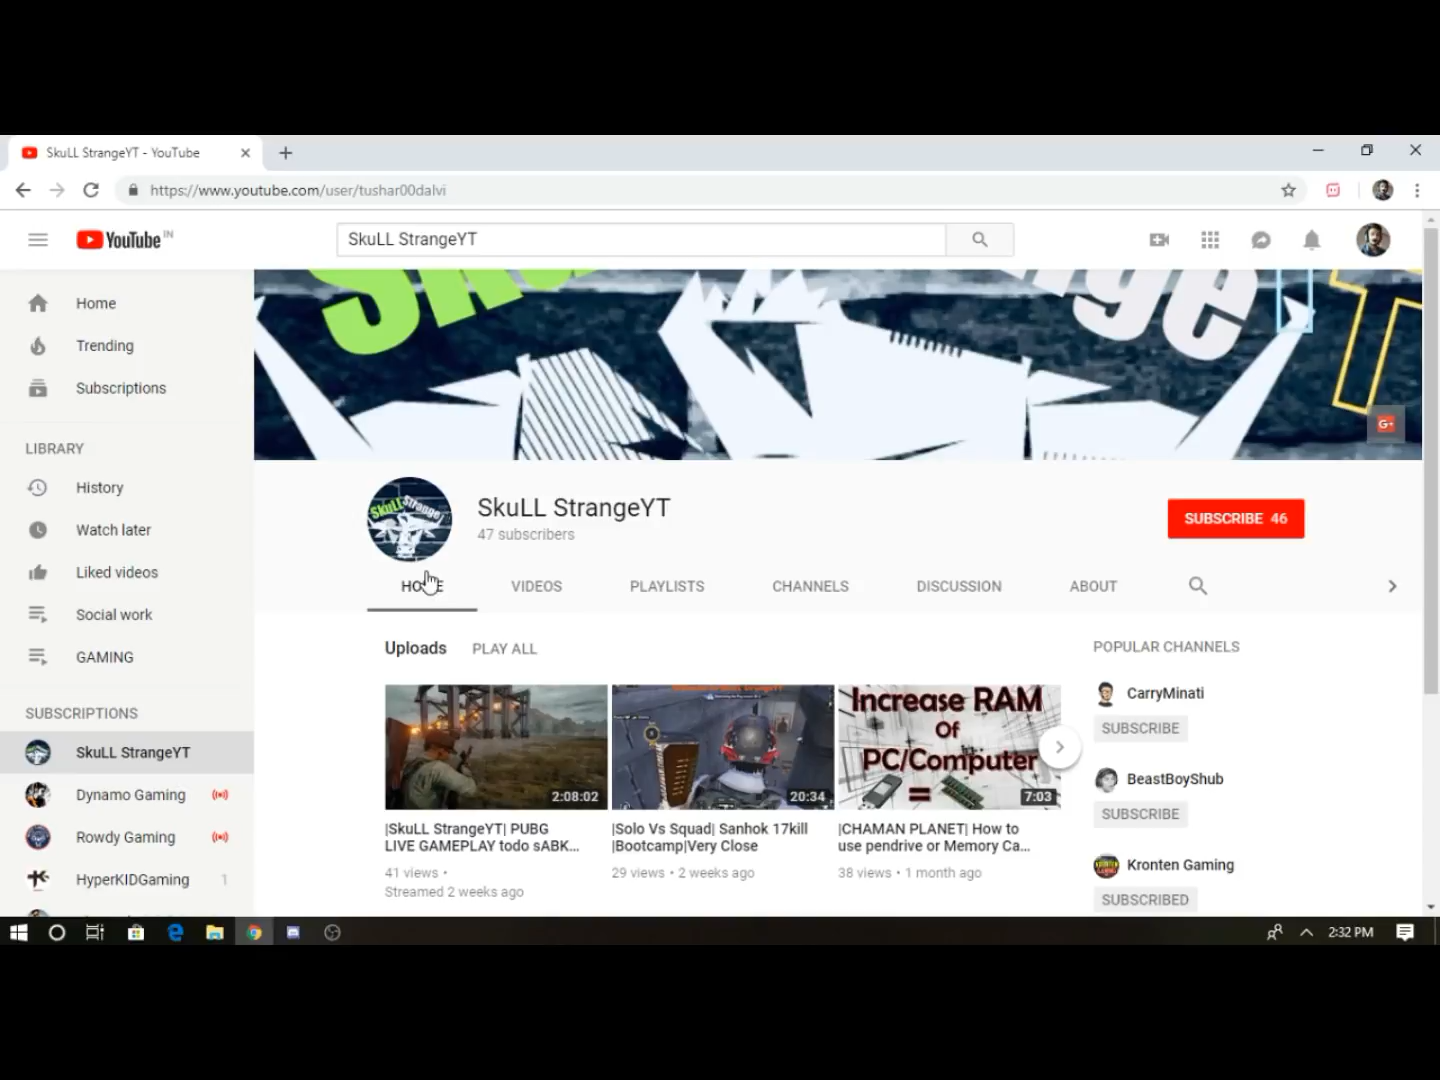 SkuLL StrangeYT - YouTube
https://www.youtube.com/user/tushar00dalvi
YouTube IN
SkuLL StrangeYT
Home
Trending
Subscriptions
LIBRARY
History
Watch later
Liked videos
Social work
GAMING
SUBSCRIPTIONS
SkuLL StrangeYT
Dynamo Gaming
Rowdy Gaming
HyperKIDGaming 1
G+
SkuLL Strange
SkuLL StrangeYT
47 subscribers
SUBSCRIBE 46
HOME
VIDEOS
PLAYLISTS
CHANNELS
DISCUSSION
ABOUT
Uploads
PLAY ALL
2:08:02
|SkuLL StrangeYT| PUBG
LIVE GAMEPLAY todo sABK...
41 views •
Streamed 2 weeks ago
20:34
|Solo Vs Squad| Sanhok 17kill
|Bootcamp|Very Close
29 views • 2 weeks ago
Increase RAM
Of
PC/Computer
=
7:03
|CHAMAN PLANET| How to
use pendrive or Memory Ca...
38 views • 1 month ago
POPULAR CHANNELS
CarryMinati
SUBSCRIBE
BeastBoyShub
SUBSCRIBE
Kronten Gaming
SUBSCRIBED
2:32 PM